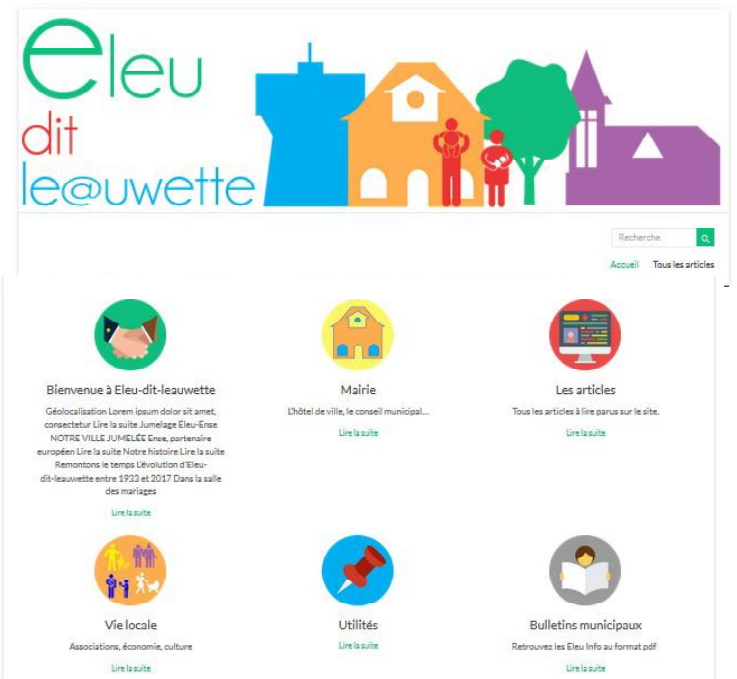 eleu
dit
le@uwette
Recherche
Accueil Tous les articles
Bienvenue à Eleu-dit-leauwette
Géolocalisation Lorem ipsum dolor sit amet,
consectetur Lire la suite Jumelage Eleu-Ense
NOTRE VILLE JUMELÉE Ense, partenaire
européen Lire la suite Notre histoire Lire la suite
Remontons le temps L'évolution d'Eleu-
dit-leauwette entre 1933 et 2017 Dans la salle
des mariages
Lire la suite
Mairie
L'hôtel de ville, le conseil municipal...
Lire la suite
Les articles
Tous les articles à lire parus sur le site.
Lire la suite
Vie locale
Associations, économie, culture
Lire la suite
Utilités
Lire la suite
Bulletins municipaux
Retrouvez les Eleu Info au format pdf
Lire la suite